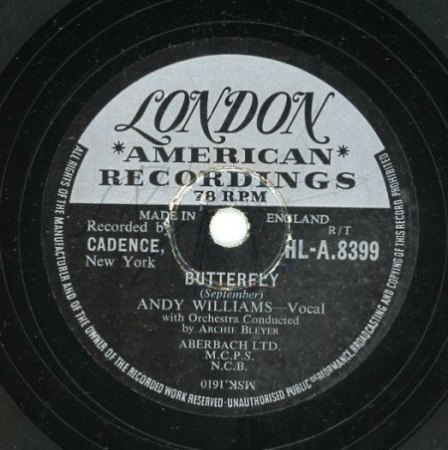 LONDON
*AMERICAN*
RECORDINGS
78 RPM
MADE IN ENGLAND
Recorded by R/T
CADENCE, HL-A.8399
New York
BUTTERFLY
(September)
ANDY WILLIAMS—Vocal
with Orchestra Conducted
by ARCHIE BLEYER
ABERBACH LTD.
M.C.P.S.
N.C.B.
MSK.1610
ALL RIGHTS OF THE MANUFACTURER AND OF THE OWNER OF THE RECORDED WORK RESERVED · UNAUTHORISED PUBLIC PERFORMANCE BROADCASTING AND COPYING OF THIS RECORD PROHIBITED